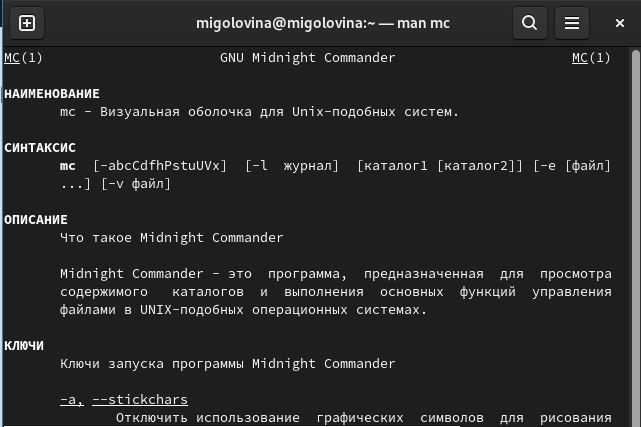 migolovina@migolovina:~ — man mc
MC(1) GNU Midnight Commander MC(1)
НАИМЕНОВАНИЕ
mc - Визуальная оболочка для Unix-подобных систем.
СИНТАКСИС
mc [-abcCdfhPstuUVx] [-l журнал] [каталог1 [каталог2]] [-e [файл]
...] [-v файл]
ОПИСАНИЕ
Что такое Midnight Commander
Midnight Commander - это программа, предназначенная для просмотра
содержимого каталогов и выполнения основных функций управления
файлами в UNIX-подобных операционных системах.
КЛЮЧИ
Ключи запуска программы Midnight Commander
-a, --stickchars
Отключить использование графических символов для рисования